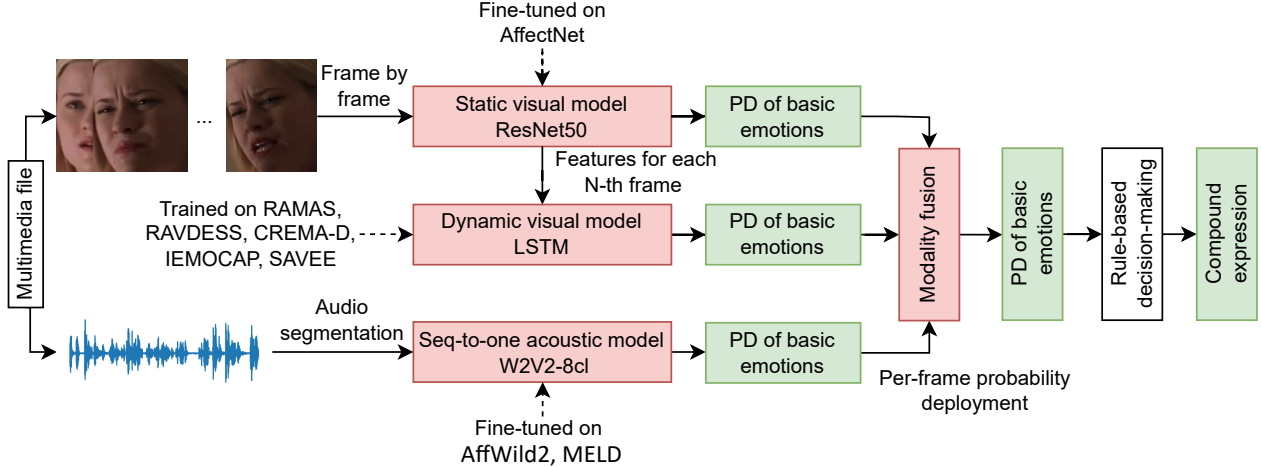 Fine-tuned on
AffectNet
Frame by
frame
...
Static visual model
ResNet50
PD of basic
emotions
Features for each
N-th frame
Multimedia file
Trained on RAMAS,
RAVDESS, CREMA-D,
IEMOCAP, SAVEE
Dynamic visual model
LSTM
PD of basic
emotions
Modality fusion
PD of basic
emotions
Rule-based
decision-making
Compound
expression
Audio
segmentation
Seq-to-one acoustic model
W2V2-8cl
PD of basic
emotions
Per-frame probability
deployment
Fine-tuned on
AffWild2, MELD